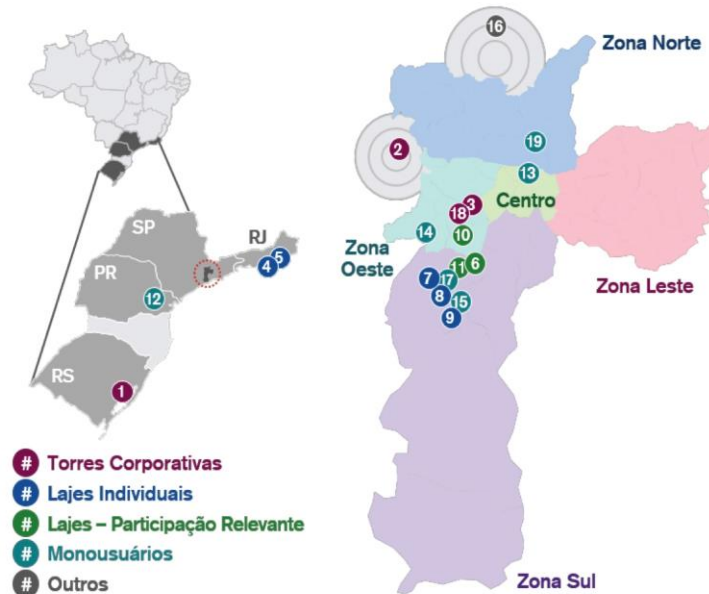 16
Zona Norte
2
19
13
3
Centro
18
SP
RJ
14
10
Zona
Oeste
5
4
6
11
PR
7
17
Zona Leste
12
8
15
9
RS
1
# Torres Corporativas
# Lajes Individuais
# Lajes – Participação Relevante
# Monousuários
# Outros
Zona Sul